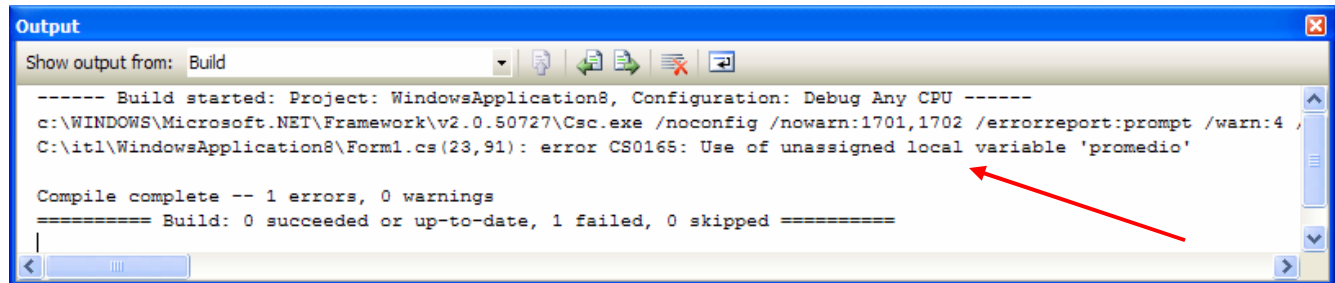 Output
Show output from: Build
------ Build started: Project: WindowsApplication8, Configuration: Debug Any CPU ------
c:\WINDOWS\Microsoft.NET\Framework\v2.0.50727\Csc.exe /noconfig /nowarn:1701,1702 /errorreport:prompt /warn:4 /
C:\itl\WindowsApplication8\Form1.cs(23,91): error CS0165: Use of unassigned local variable 'promedio'
Compile complete -- 1 errors, 0 warnings
========== Build: 0 succeeded or up-to-date, 1 failed, 0 skipped ==========